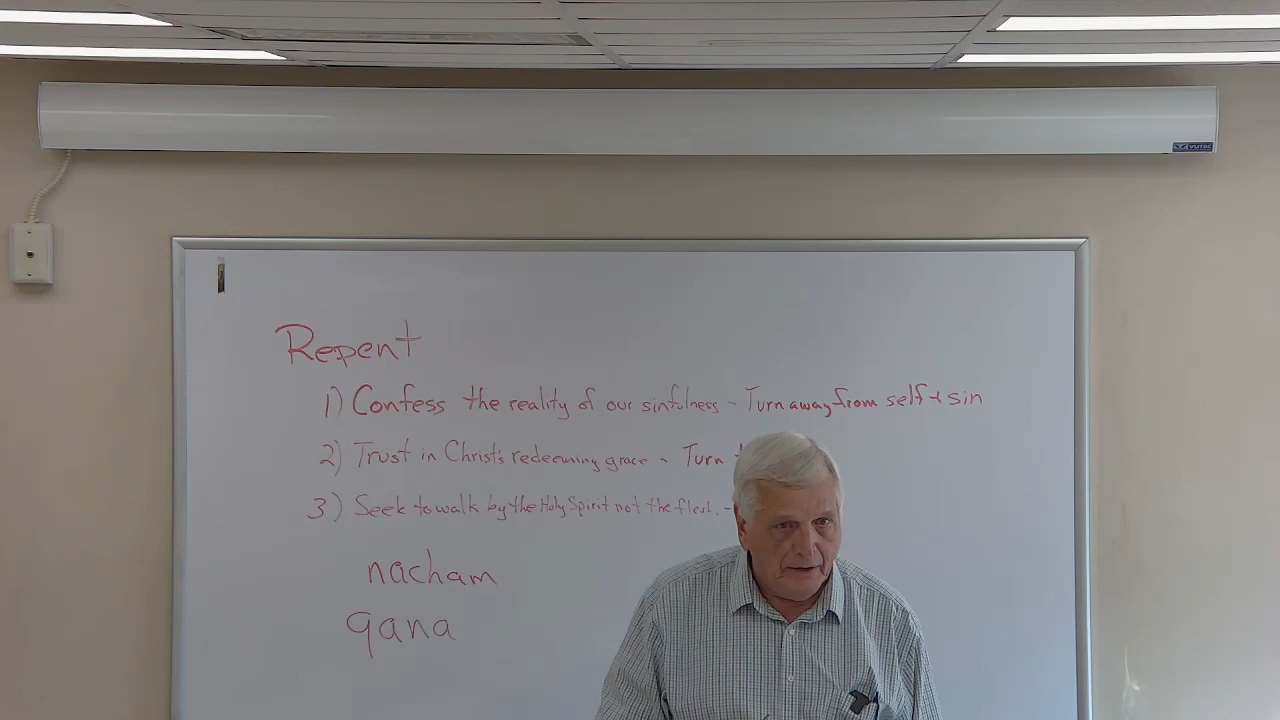 VUTEC
Repent
1) Confess the reality of our sinfulness - Turn away from self + sin
2) Trust in Christ's redeeming grace - Turn
3) Seek to walk by the Holy Spirit not the flesh. -
nacham
qana